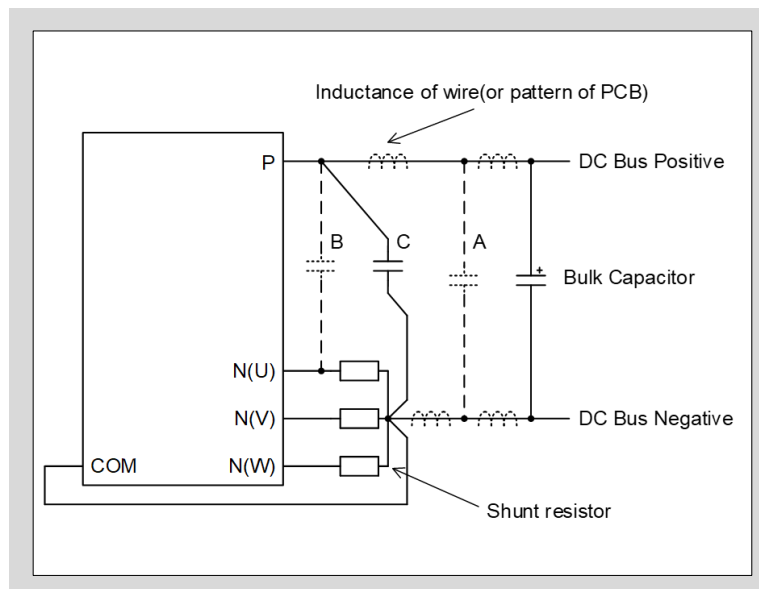 Inductance of wire(or pattern of PCB)
P
DC Bus Positive
B
C
A
+
Bulk Capacitor
N(U)
N(V)
DC Bus Negative
COM
N(W)
Shunt resistor